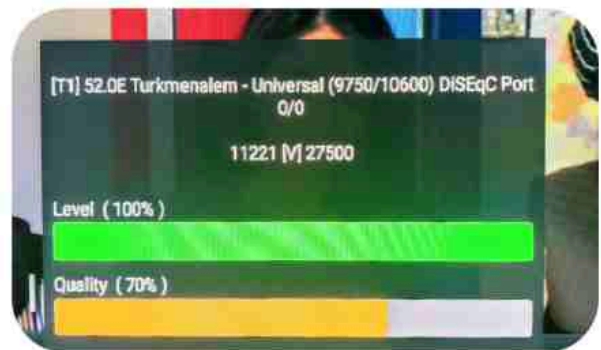 [T1] 52.0E Turkmenalem - Universal (9750/10600) DiSEqC Port
0/0
11221 [V] 27500
Level (100%)
Quality (70%)